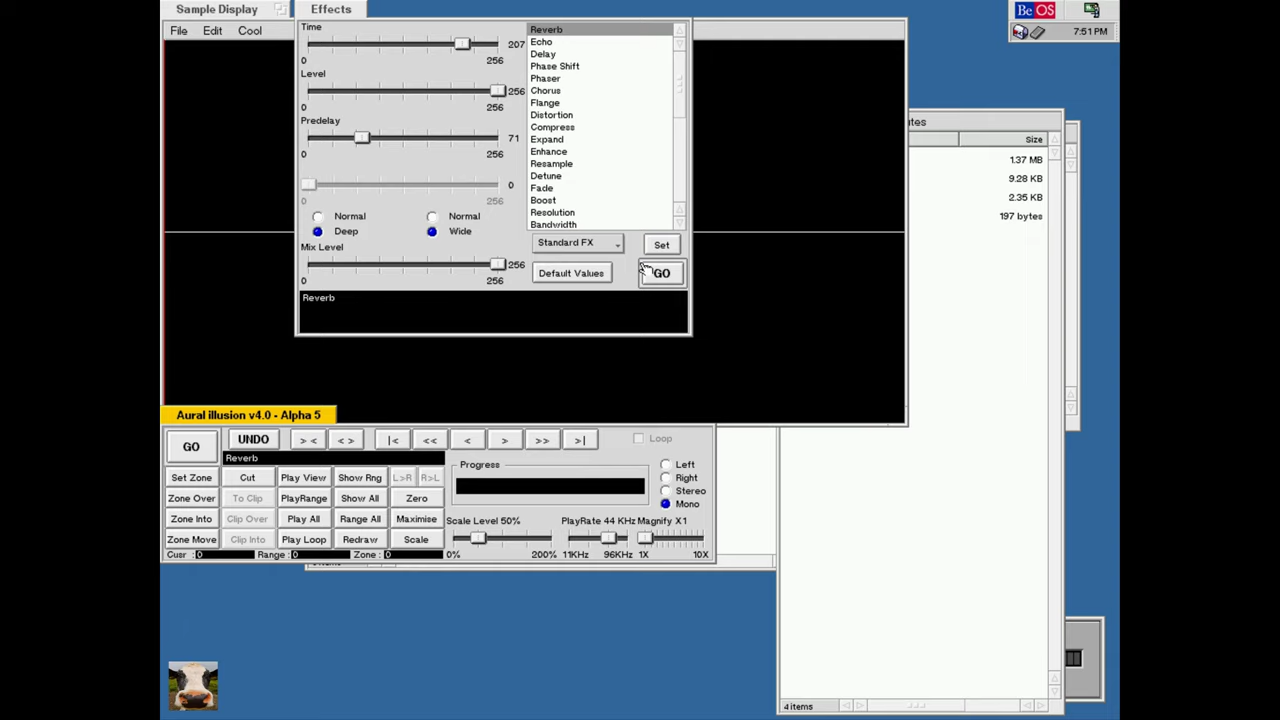 Sample Display
Effects
BeOS
7:51 PM
File Edit Cool
Time
207
0 256
Level
256
0 256
Predelay
71
0 256
0
0 256
Normal Normal
Deep Wide
Mix Level
256
0 256
Reverb
Echo
Delay
Phase Shift
Phaser
Chorus
Flange
Distortion
Compress
Expand
Enhance
Resample
Detune
Fade
Boost
Resolution
Bandwidth
Standard FX Set
Default Values GO
Reverb
utes
Size
1.37 MB
9.28 KB
2.35 KB
197 bytes
Aural illusion v4.0 - Alpha 5
GO UNDO > < < > |< << < > >> >| Loop
Reverb
Set Zone Cut Play View Show Rng L>R R>L
Zone Over To Clip PlayRange Show All Zero
Zone Into Clip Over Play All Range All Maximise
Zone Move Clip Into Play Loop Redraw Scale
Cusr : 0 Range : 0 Zone : 0
Progress
Left
Right
Stereo
Mono
Scale Level 50% PlayRate 44 KHz Magnify X1
0% 200% 11KHz 96KHz 1X 10X
4 items